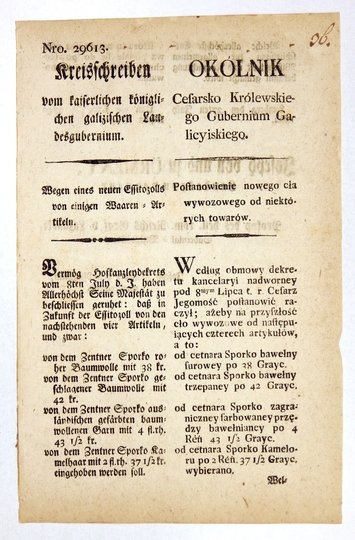 Nro. 29613.
36.
Kreisschreiben
vom kaiserlichen königli-
chen galizischen Lan-
desgubernium.
Wegen eines neuen Essitozolls
von einigen Waaren - Ar-
tikeln.
Vermög Hofkanzleydekrets
vom 8ten July d. J. haben
Allerhöchst Seine Majestät zu
beschließen geruhet: daß in
Zukunft der Essitozoll von den
nachstehenden vier Artikeln,
und zwar:
von dem Zentner Sporko ro-
her Baumwolle mit 38 kr.
von dem Zentner Sporko ge-
schlagener Baumwolle mit
42 kr.
von dem Zentner Sporko aus-
ländischen gefärbten baum-
wollenen Garn mit 4 fl.rh.
43 1/2 kr.
von dem Zentner Sporko Ka-
melhaar mit 2 fl. rh. 37 1/2 kr.
eingehoben werden soll.
OKÓLNIK
Cesarsko Królewskie-
go Gubernium Ga-
licyiskiego.
Postanowienie nowego cła
wywozowego od niektó-
rych towarów.
Według obmowy dekre-
tu kancelaryi nadworney
pod 8mym Lipca t. r. Cesarz
Jegomość postanowić ra-
czył; ażeby na przyszłość
cło wywozowe od nastęu-
piących czterech artykułów,
a to:
od cetnara Sporko bawełny
surowey po 38 Grayc.
od cetnara Sporko bawełny
trzepaney po 42 Grayc.
od cetnara Sporko zagra-
niczney farbowaney przę-
dzy bawełniancy po 4
Réń 43 1/2 Grayc.
od cetnara Sporko Kamelo-
ru po 2 Réń. 37 1/2 Grayc.
wybierano.
Wel-